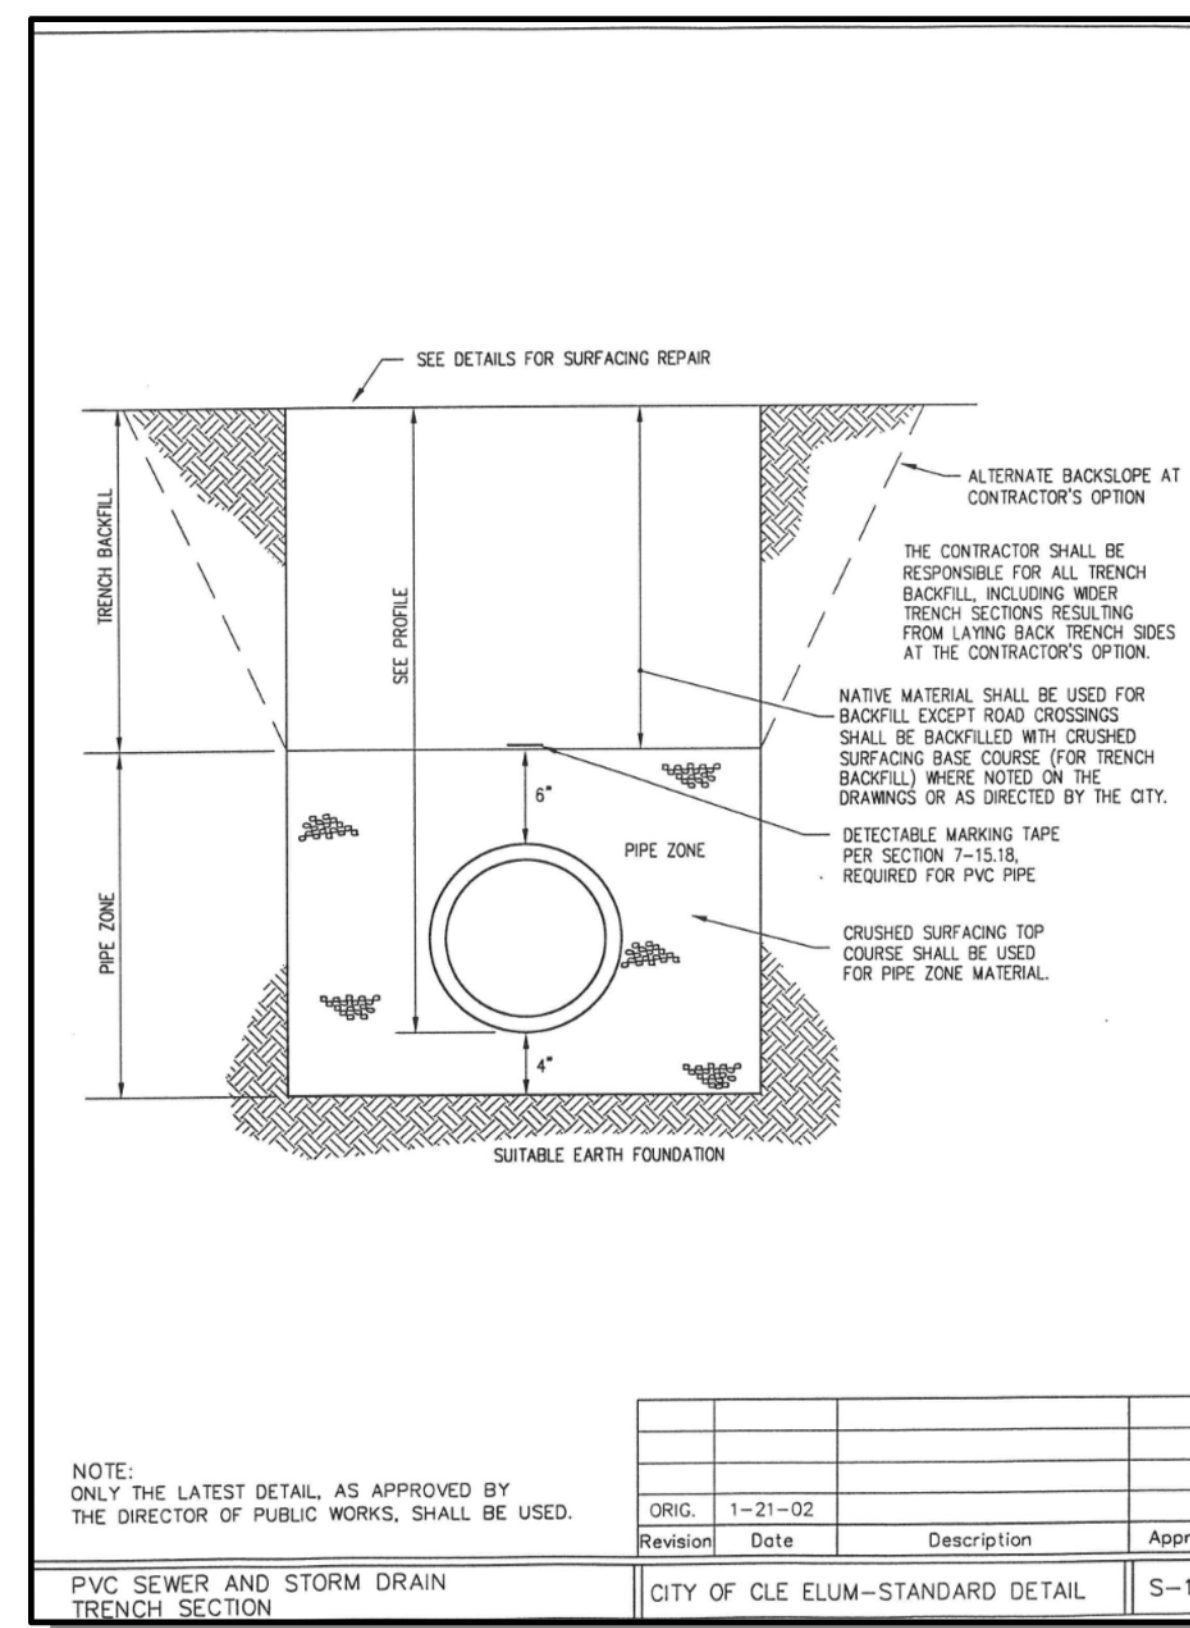 SEE DETAILS FOR SURFACING REPAIR
TRENCH BACKFILL
SEE PROFILE
ALTERNATE BACKSLOPE AT
CONTRACTOR'S OPTION
THE CONTRACTOR SHALL BE
RESPONSIBLE FOR ALL TRENCH
BACKFILL, INCLUDING WIDER
TRENCH SECTIONS RESULTING
FROM LAYING BACK TRENCH SIDES
AT THE CONTRACTOR'S OPTION.
NATIVE MATERIAL SHALL BE USED FOR
BACKFILL EXCEPT ROAD CROSSINGS
SHALL BE BACKFILLED WITH CRUSHED
SURFACING BASE COURSE (FOR TRENCH
BACKFILL) WHERE NOTED ON THE
DRAWINGS OR AS DIRECTED BY THE CITY.
6"
PIPE ZONE
DETECTABLE MARKING TAPE
PER SECTION 7-15.18,
REQUIRED FOR PVC PIPE
PIPE ZONE
CRUSHED SURFACING TOP
COURSE SHALL BE USED
FOR PIPE ZONE MATERIAL.
4"
SUITABLE EARTH FOUNDATION
NOTE:
ONLY THE LATEST DETAIL, AS APPROVED BY
THE DIRECTOR OF PUBLIC WORKS, SHALL BE USED.
ORIG. 1-21-02
Revision Date Description Appr
PVC SEWER AND STORM DRAIN
TRENCH SECTION
CITY OF CLE ELUM-STANDARD DETAIL
S-1